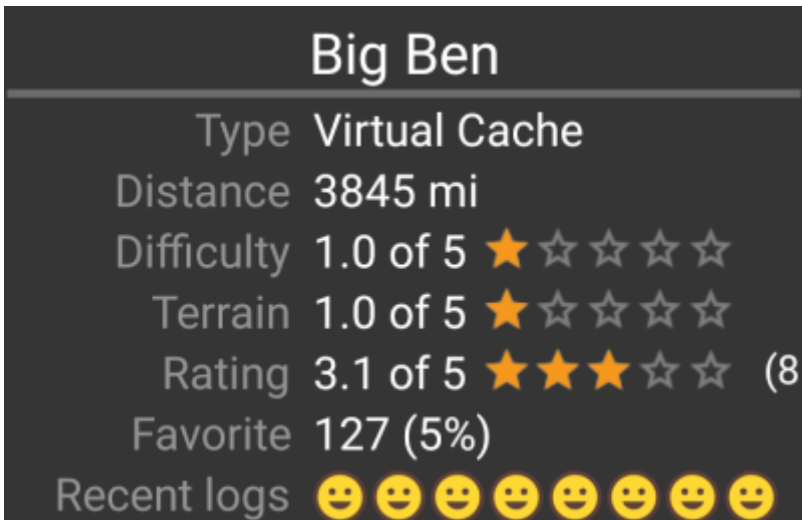 Big Ben
Type Virtual Cache
Distance 3845 mi
Difficulty 1.0 of 5
Terrain 1.0 of 5
Rating 3.1 of 5 (8
Favorite 127 (5%)
Recent logs